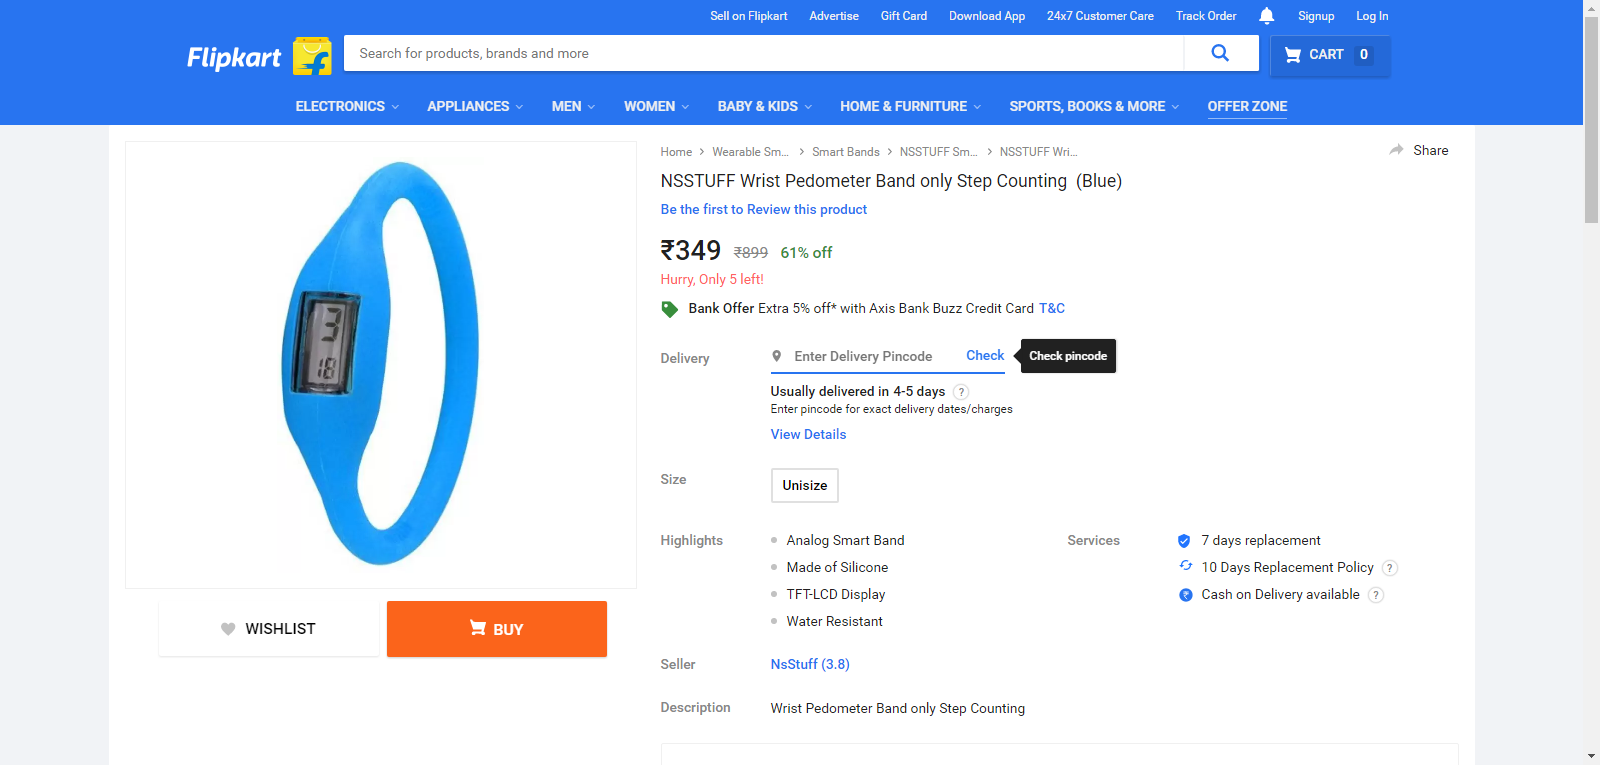 Sell on Flipkart Advertise Gift Card Download App 24x7 Customer Care Track Order Signup Log In
Flipkart Search for products, brands and more CART 0
ELECTRONICS APPLIANCES MEN WOMEN BABY & KIDS HOME & FURNITURE SPORTS, BOOKS & MORE OFFER ZONE
Home > Wearable Sm... > Smart Bands > NSSTUFF Sm... > NSSTUFF Wri... Share
NSSTUFF Wrist Pedometer Band only Step Counting (Blue)
Be the first to Review this product
₹349 ₹899 61% off
Hurry, Only 5 left!
Bank Offer Extra 5% off* with Axis Bank Buzz Credit Card T&C
Delivery Enter Delivery Pincode Check Check pincode
Usually delivered in 4-5 days ?
Enter pincode for exact delivery dates/charges
View Details
Size Unisize
3
18
Highlights
Analog Smart Band
Made of Silicone
TFT-LCD Display
Water Resistant
Services
7 days replacement
10 Days Replacement Policy ?
Cash on Delivery available ?
WISHLIST BUY
Seller NsStuff (3.8)
Description Wrist Pedometer Band only Step Counting